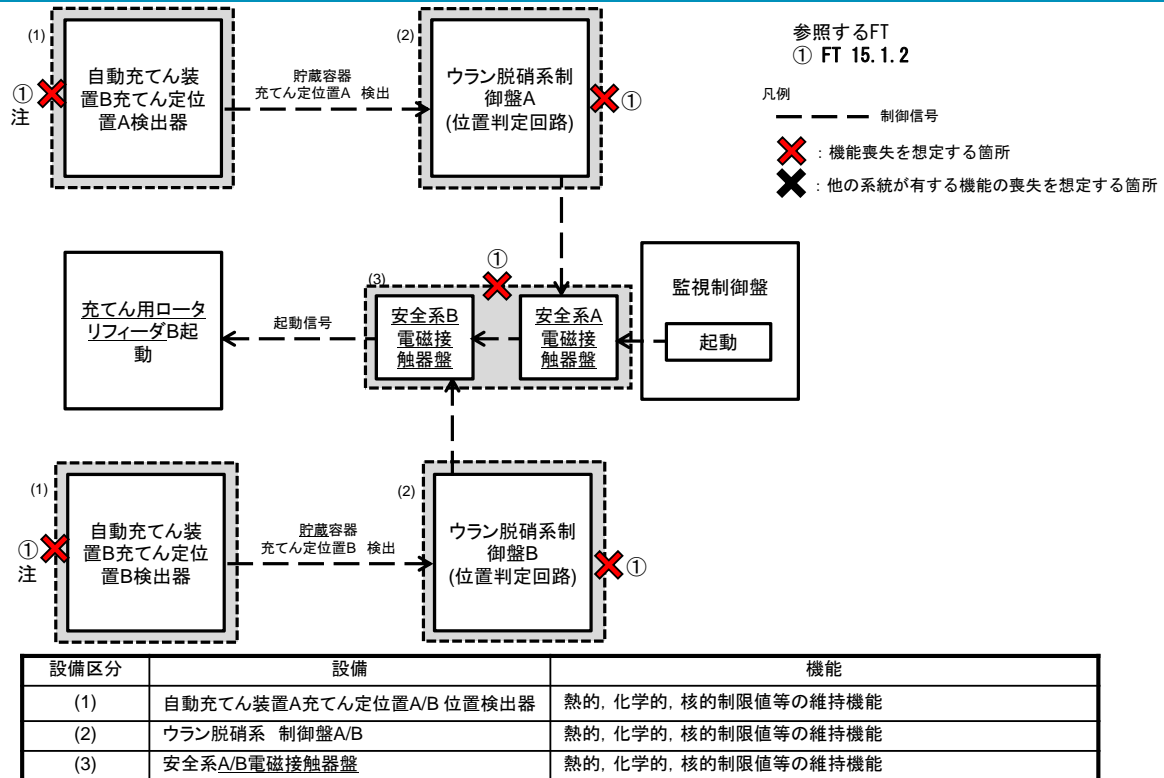 (1)
自動充てん装
置B充てん定位
置A検出器
①
注
貯蔵容器
充てん定位置A 検出
(2)
ウラン脱硝系制
御盤A
(位置判定回路)
①
参照するFT
① FT 15.1.2
凡例
制御信号
：機能喪失を想定する箇所
：他の系統が有する機能の喪失を想定する箇所
充てん用ロータ
リフィーダB起
動
起動信号
(3)
①
安全系B
電磁接
触器盤
安全系A
電磁接
触器盤
監視制御盤
起動
(1)
自動充てん装
置B充てん定位
置B検出器
①
注
貯蔵容器
充てん定位置B 検出
(2)
ウラン脱硝系制
御盤B
(位置判定回路)
①
設備区分 設備 機能
(1) 自動充てん装置A充てん定位置A/B 位置検出器 熱的, 化学的, 核的制限値等の維持機能
(2) ウラン脱硝系 制御盤A/B 熱的, 化学的, 核的制限値等の維持機能
(3) 安全系A/B電磁接触器盤 熱的, 化学的, 核的制限値等の維持機能